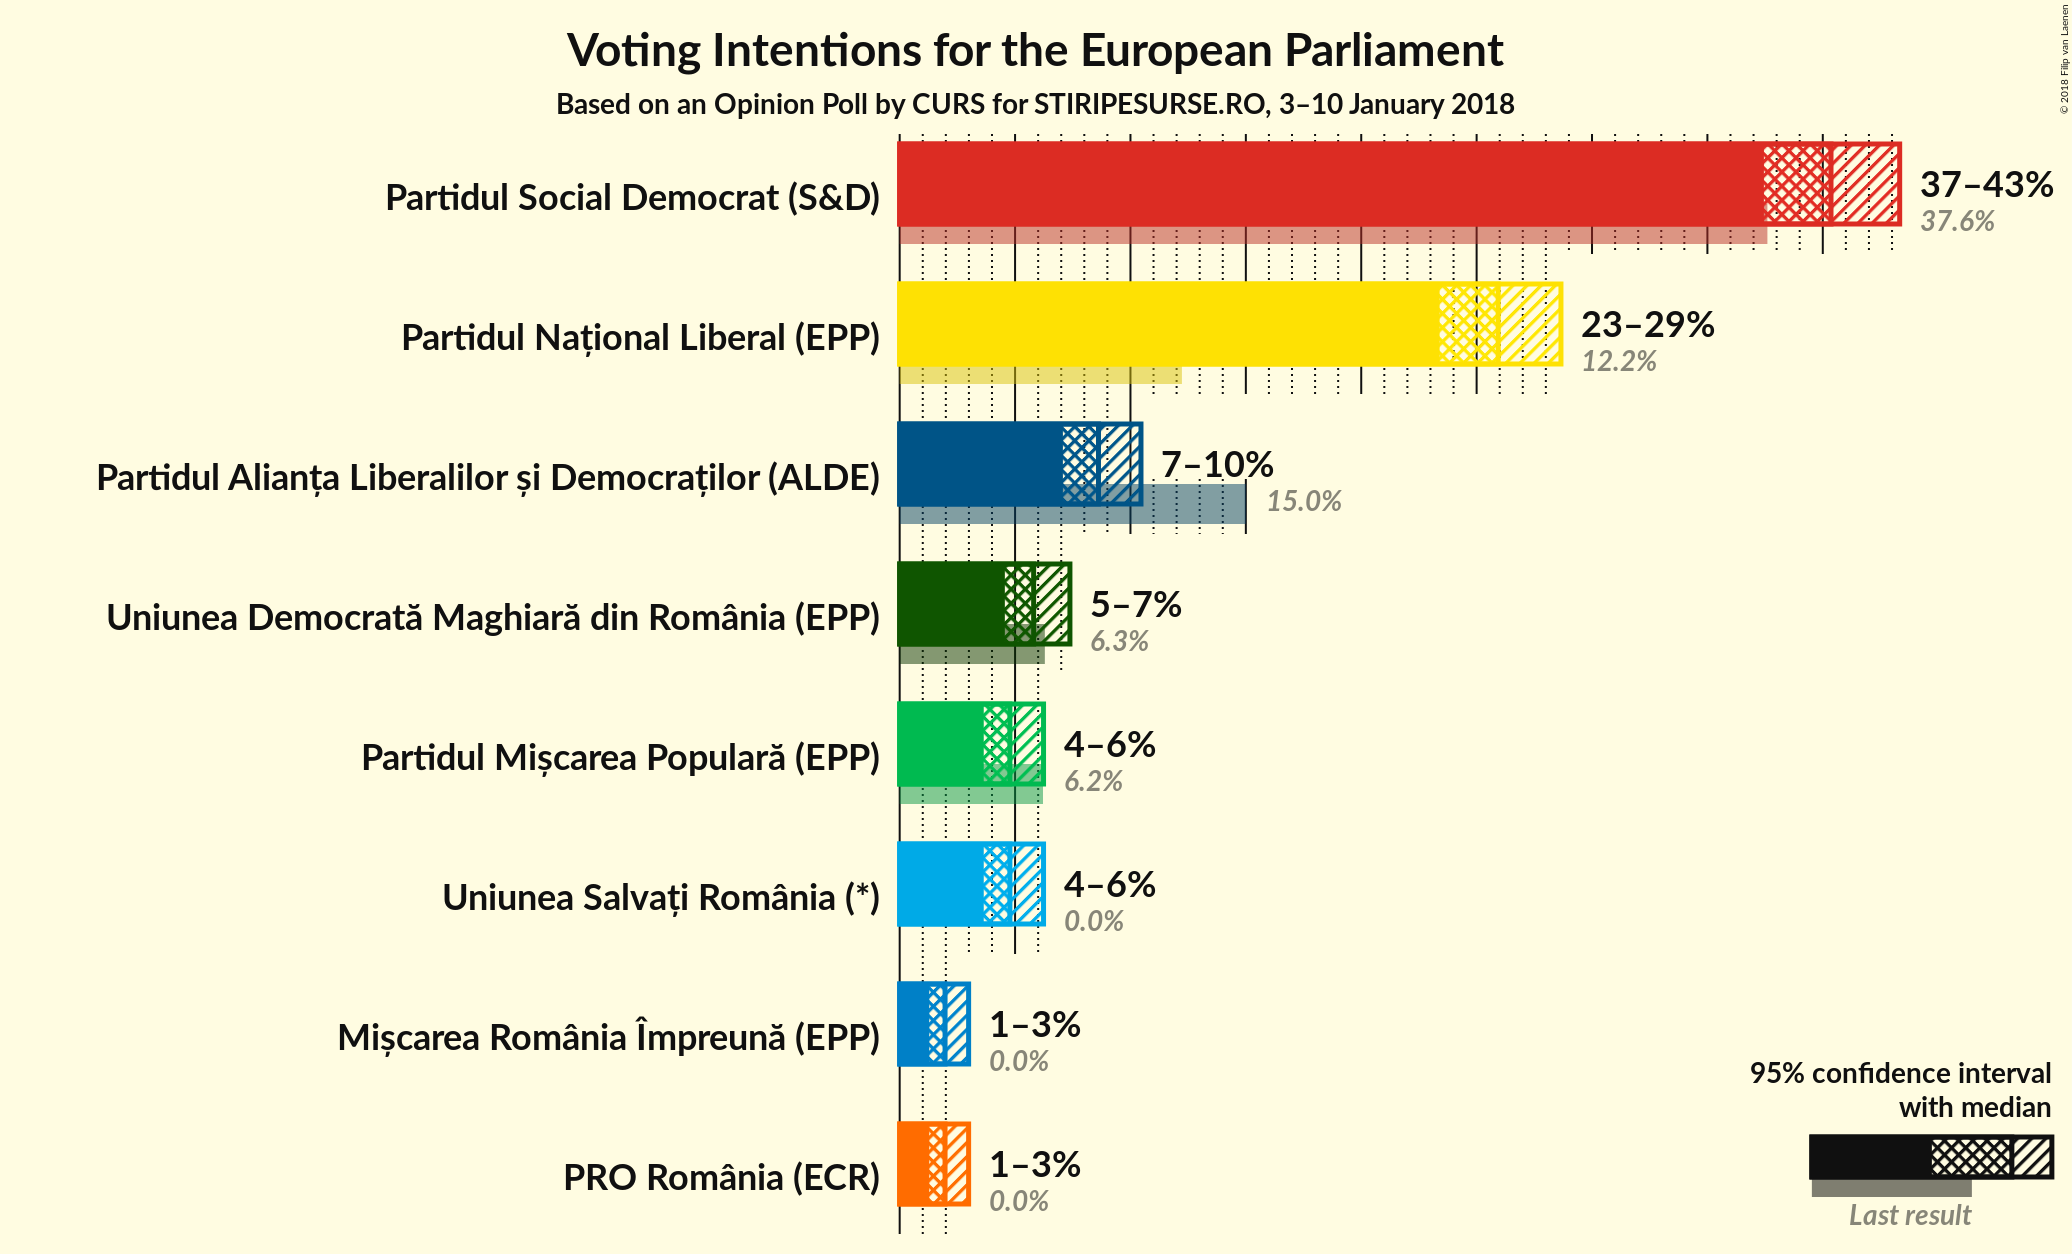 Voting Intentions for the European Parliament
Based on an Opinion Poll by CURS for STIRIPESURSE.RO, 3–10 January 2018
© 2018 Filip van Laenen
Partidul Social Democrat (S&D)
37–43%
37.6%
Partidul Național Liberal (EPP)
23–29%
12.2%
Partidul Alianța Liberalilor și Democraților (ALDE)
7–10%
15.0%
Uniunea Democrată Maghiară din România (EPP)
5–7%
6.3%
Partidul Mișcarea Populară (EPP)
4–6%
6.2%
Uniunea Salvați România (*)
4–6%
0.0%
Mișcarea România Împreună (EPP)
1–3%
0.0%
PRO România (ECR)
1–3%
0.0%
95% confidence interval
with median
Last result